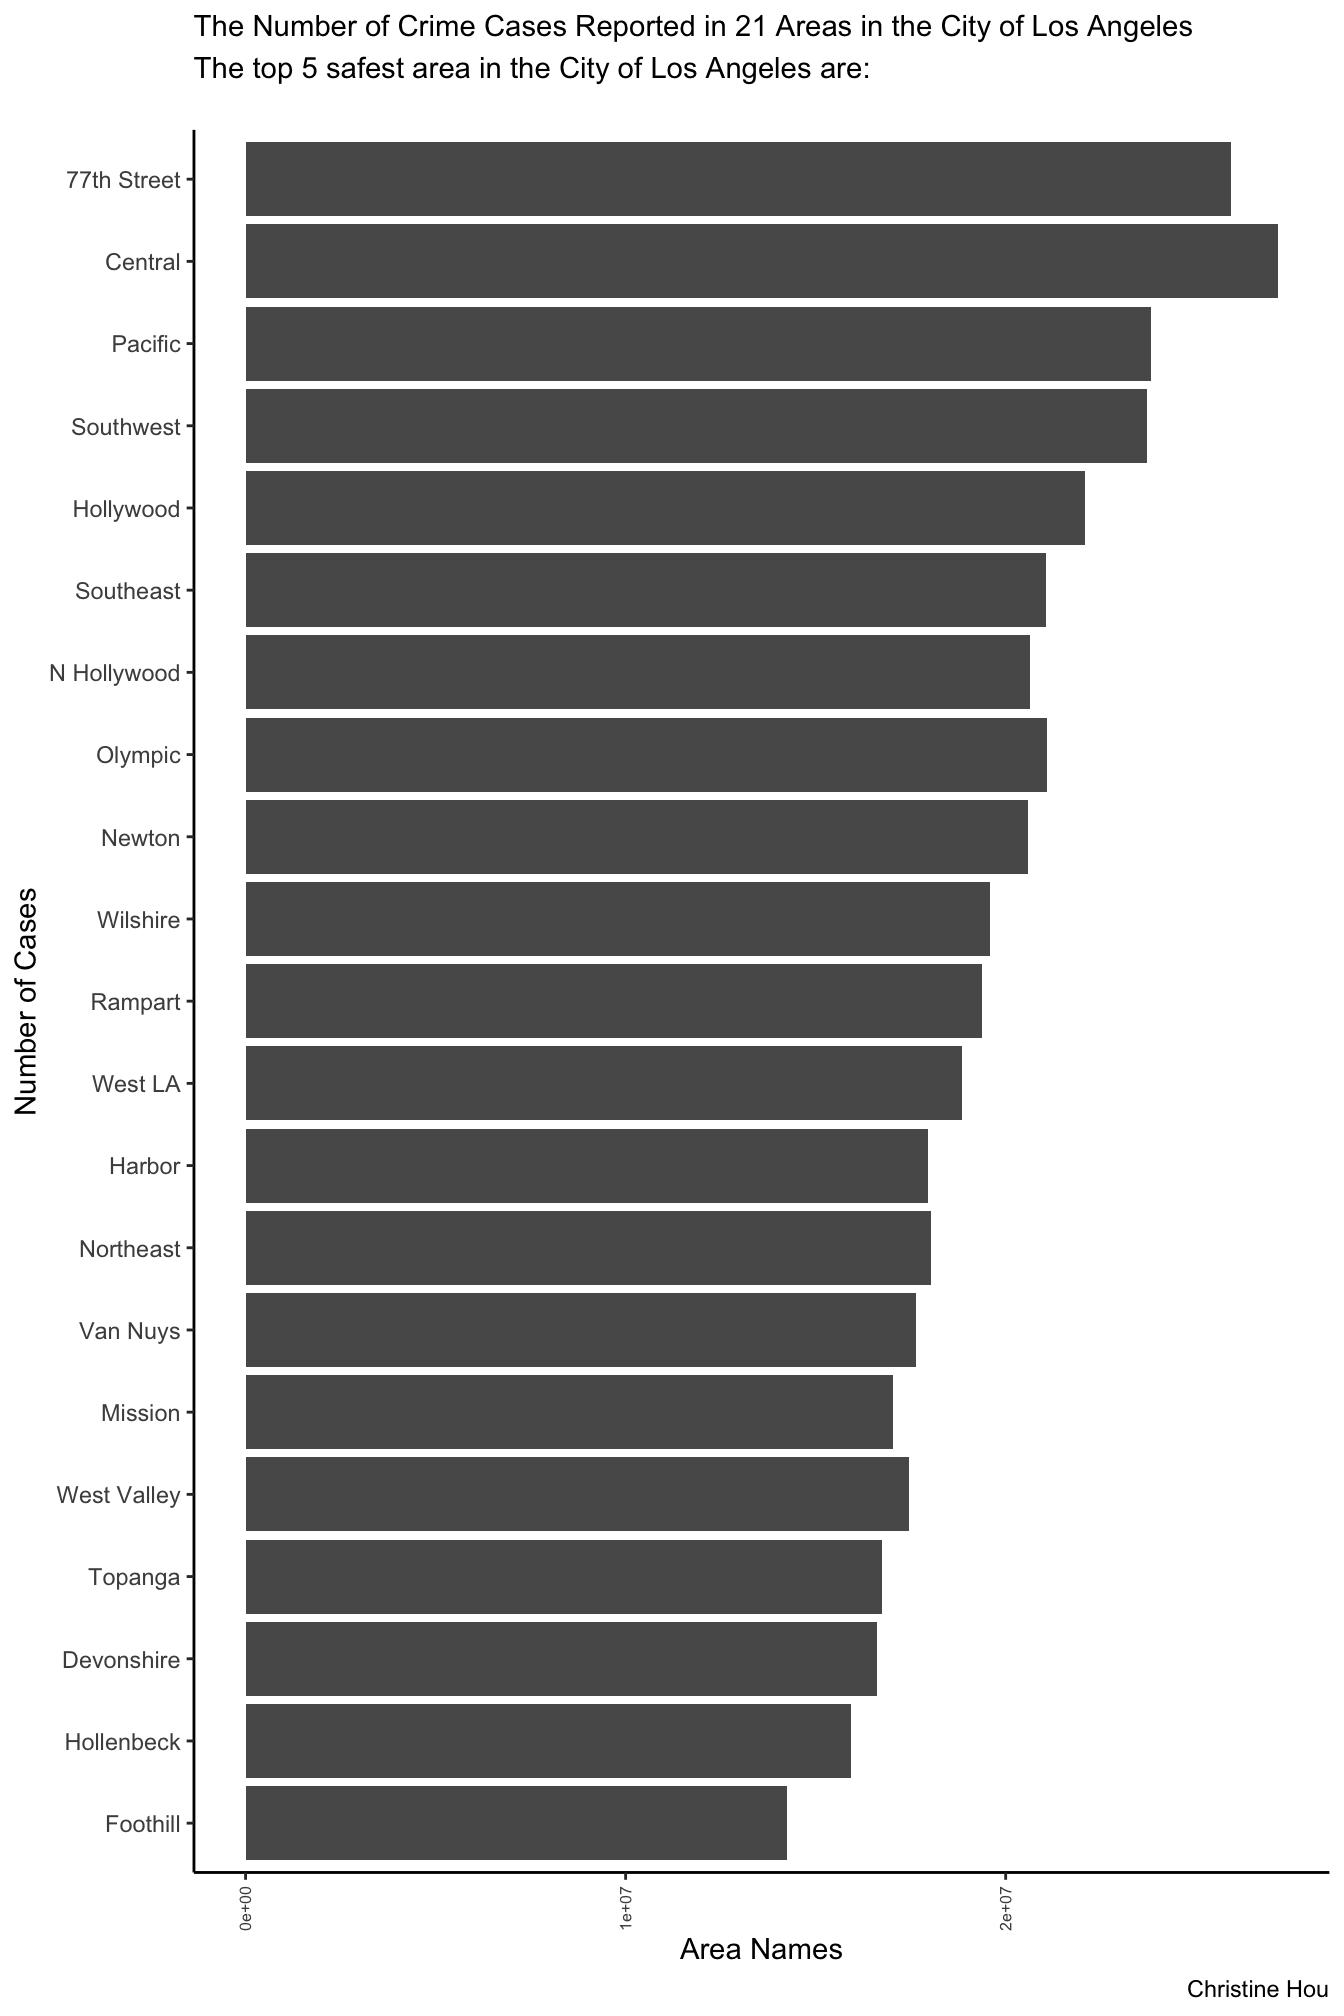 The Number of Crime Cases Reported in 21 Areas in the City of Los Angeles
The top 5 safest area in the City of Los Angeles are:
77th Street
Central
Pacific
Southwest
Hollywood
Southeast
N Hollywood
Olympic
Newton
Wilshire
Rampart
West LA
Harbor
Northeast
Van Nuys
Mission
West Valley
Topanga
Devonshire
Hollenbeck
Foothill
Number of Cases
0e+00
1e+07
2e+07
Area Names
Christine Hou